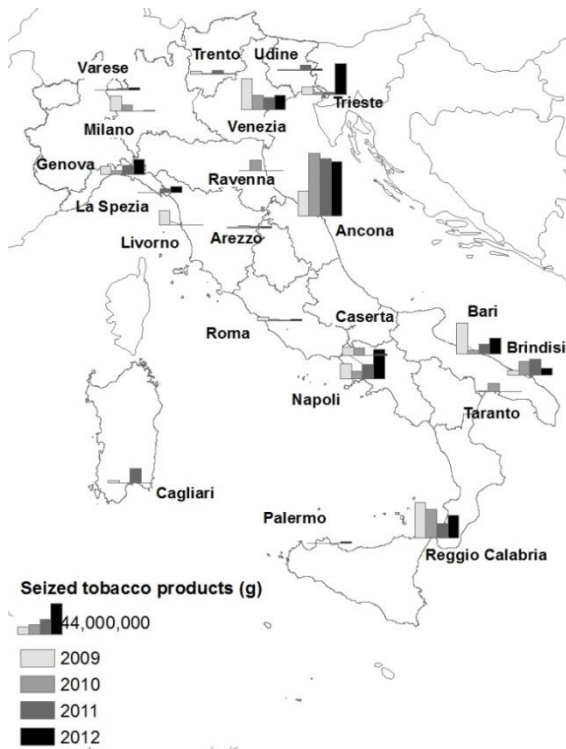 Trento
Udine
Varese
Trieste
Milano
Venezia
Genova
Ravenna
La Spezia
Livorno
Arezzo
Ancona
Roma
Caserta
Bari
Brindisi
Napoli
Taranto
Cagliari
Palermo
Reggio Calabria
Seized tobacco products (g)
44,000,000
2009
2010
2011
2012